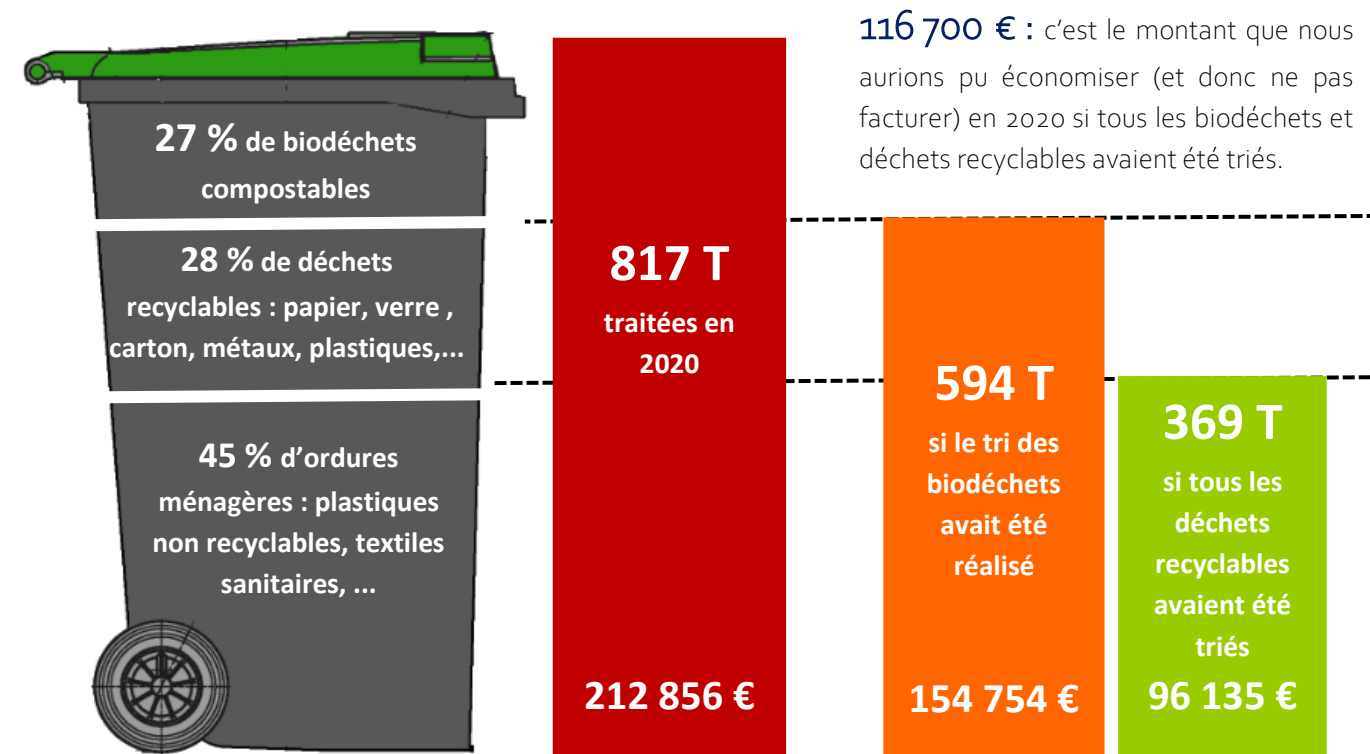 116 700 € : c’est le montant que nous
aurions pu économiser (et donc ne pas
facturer) en 2020 si tous les biodéchets et
déchets recyclables avaient été triés.
27 % de biodéchets
compostables
28 % de déchets
recyclables : papier, verre ,
carton, métaux, plastiques,...
45 % d’ordures
ménagères : plastiques
non recyclables, textiles
sanitaires, ...
817 T
traitées en
2020
212 856 €
594 T
si le tri des
biodéchets
avait été
réalisé
154 754 €
369 T
si tous les
déchets
recyclables
avaient été
triés
96 135 €